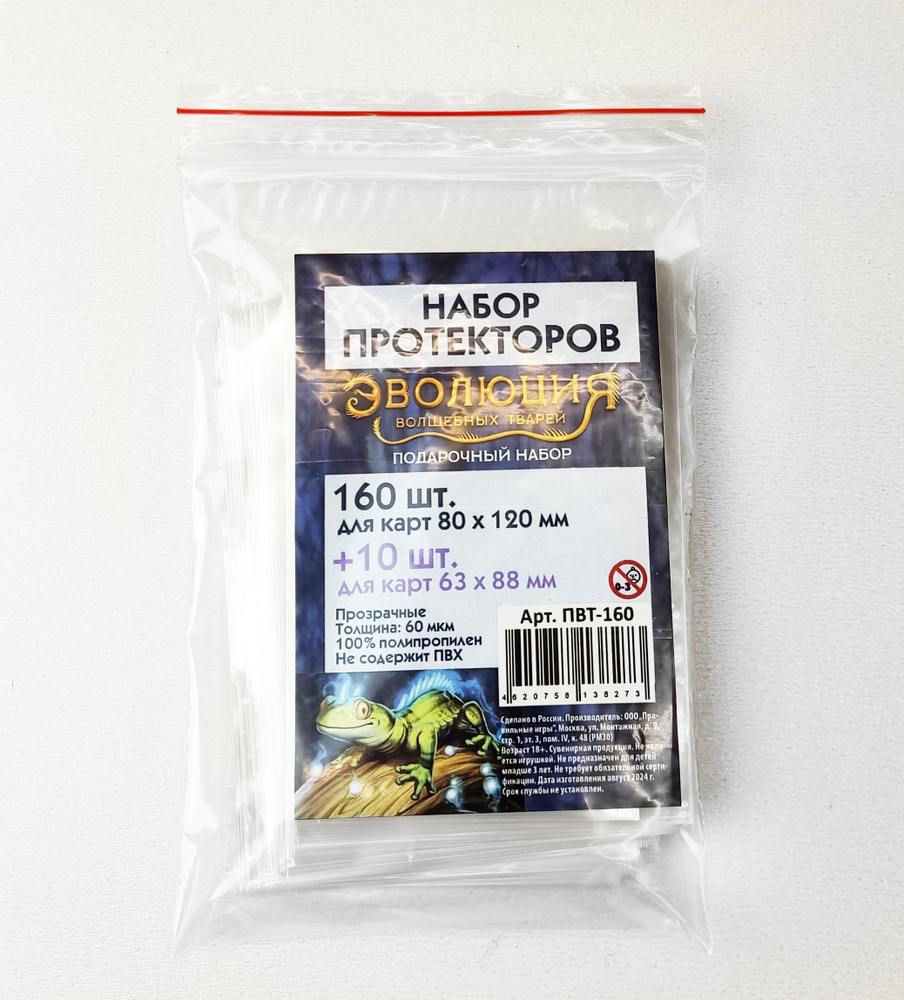 НАБОР
ПРОТЕКТОРОВ
ЭВОЛЮЦИЯ
ВОЛШЕБНЫХ ТВАРЕЙ
ПОДАРОЧНЫЙ НАБОР
160 шт.
для карт 80 х 120 мм
+10 шт.
для карт 63 х 88 мм
0-3
Прозрачные
Толщина: 60 мкм
100% полипропилен
Не содержит ПВХ
Арт. ПВТ-160
4620758138273
Сделано в России. Производитель: ООО „Пра-
вильные игры". Москва, ул. Монтажная, д. 9,
стр. 1, эт. 3, пом. IV, к. 48 (РМ30)
Возраст 18+. Сувенирная продукция. Не явля-
ется игрушкой. Не предназначен для детей
младше 3 лет. Не требует обязательной серти-
фикации. Дата изготовления август 2024 г.
Срок службы не установлен.